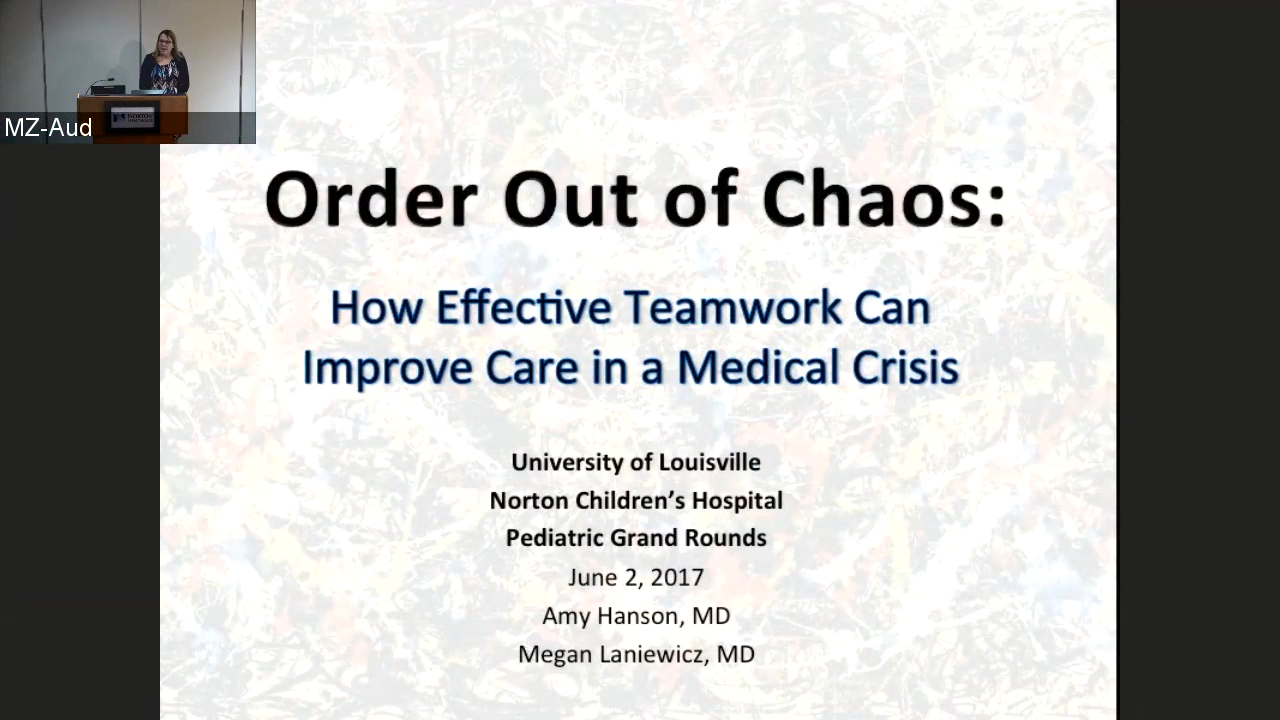 MZ-Aud
NORTON
Order Out of Chaos:
How Effective Teamwork Can
Improve Care in a Medical Crisis
University of Louisville
Norton Children's Hospital
Pediatric Grand Rounds
June 2, 2017
Amy Hanson, MD
Megan Laniewicz, MD